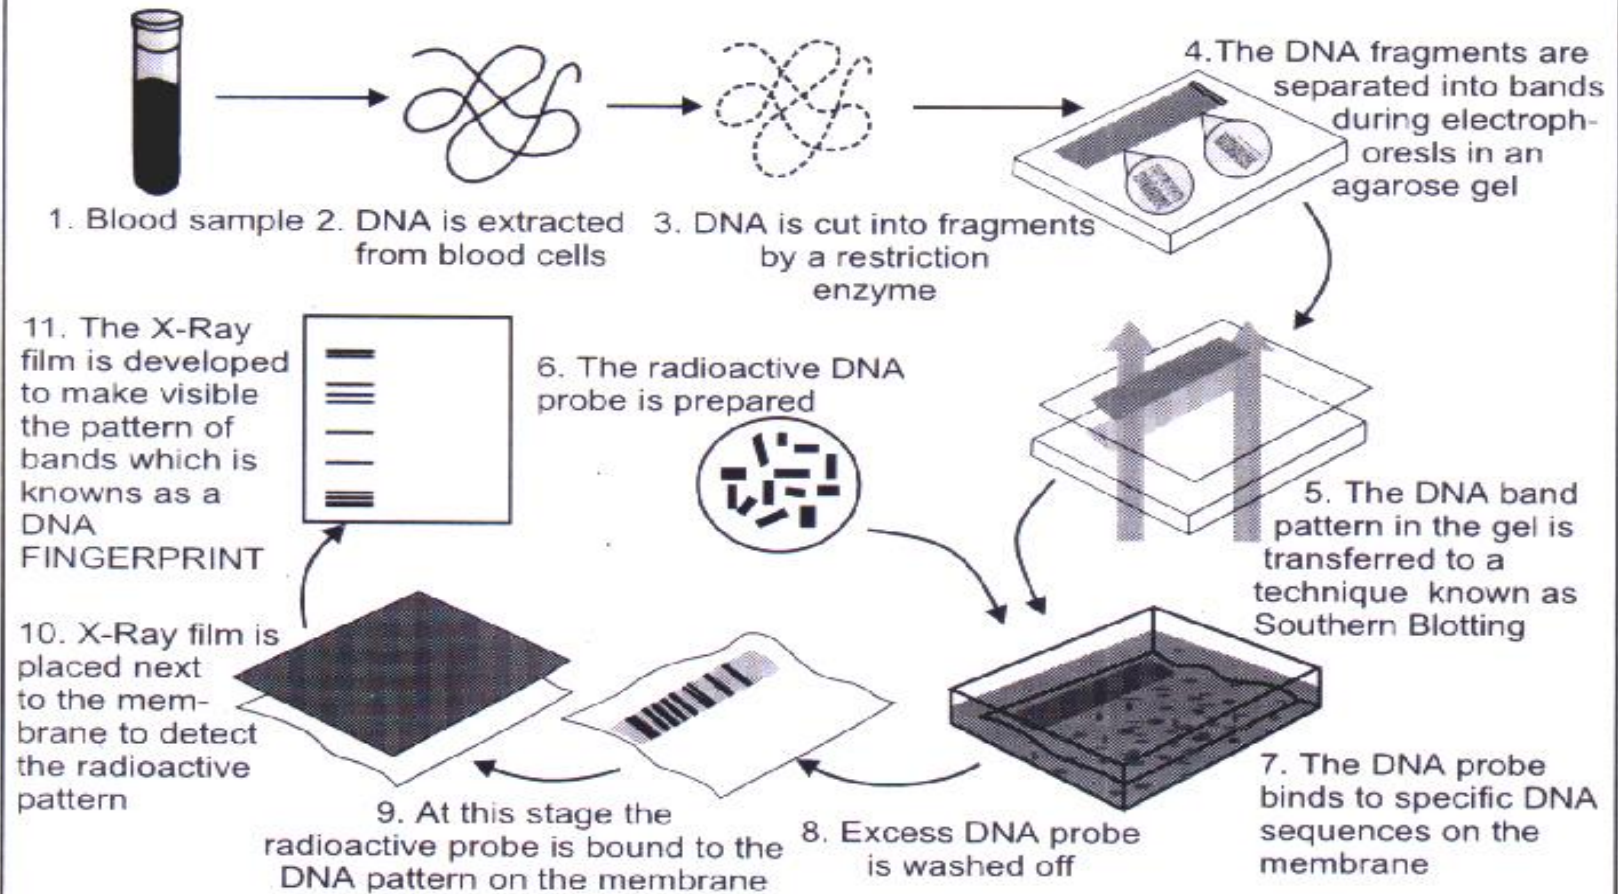 1. Blood sample
2. DNA is extracted
from blood cells
3. DNA is cut into fragments
by a restriction
enzyme
4.The DNA fragments are
separated into bands
during electroph-
oresIs in an
agarose gel
5. The DNA band
pattern in the gel is
transferred to a
technique known as
Southern Blotting
6. The radioactive DNA
probe is prepared
7. The DNA probe
binds to specific DNA
sequences on the
membrane
8. Excess DNA probe
is washed off
9. At this stage the
radioactive probe is bound to the
DNA pattern on the membrane
10. X-Ray film is
placed next
to the mem-
brane to detect
the radioactive
pattern
11. The X-Ray
film is developed
to make visible
the pattern of
bands which is
knowns as a
DNA
FINGERPRINT